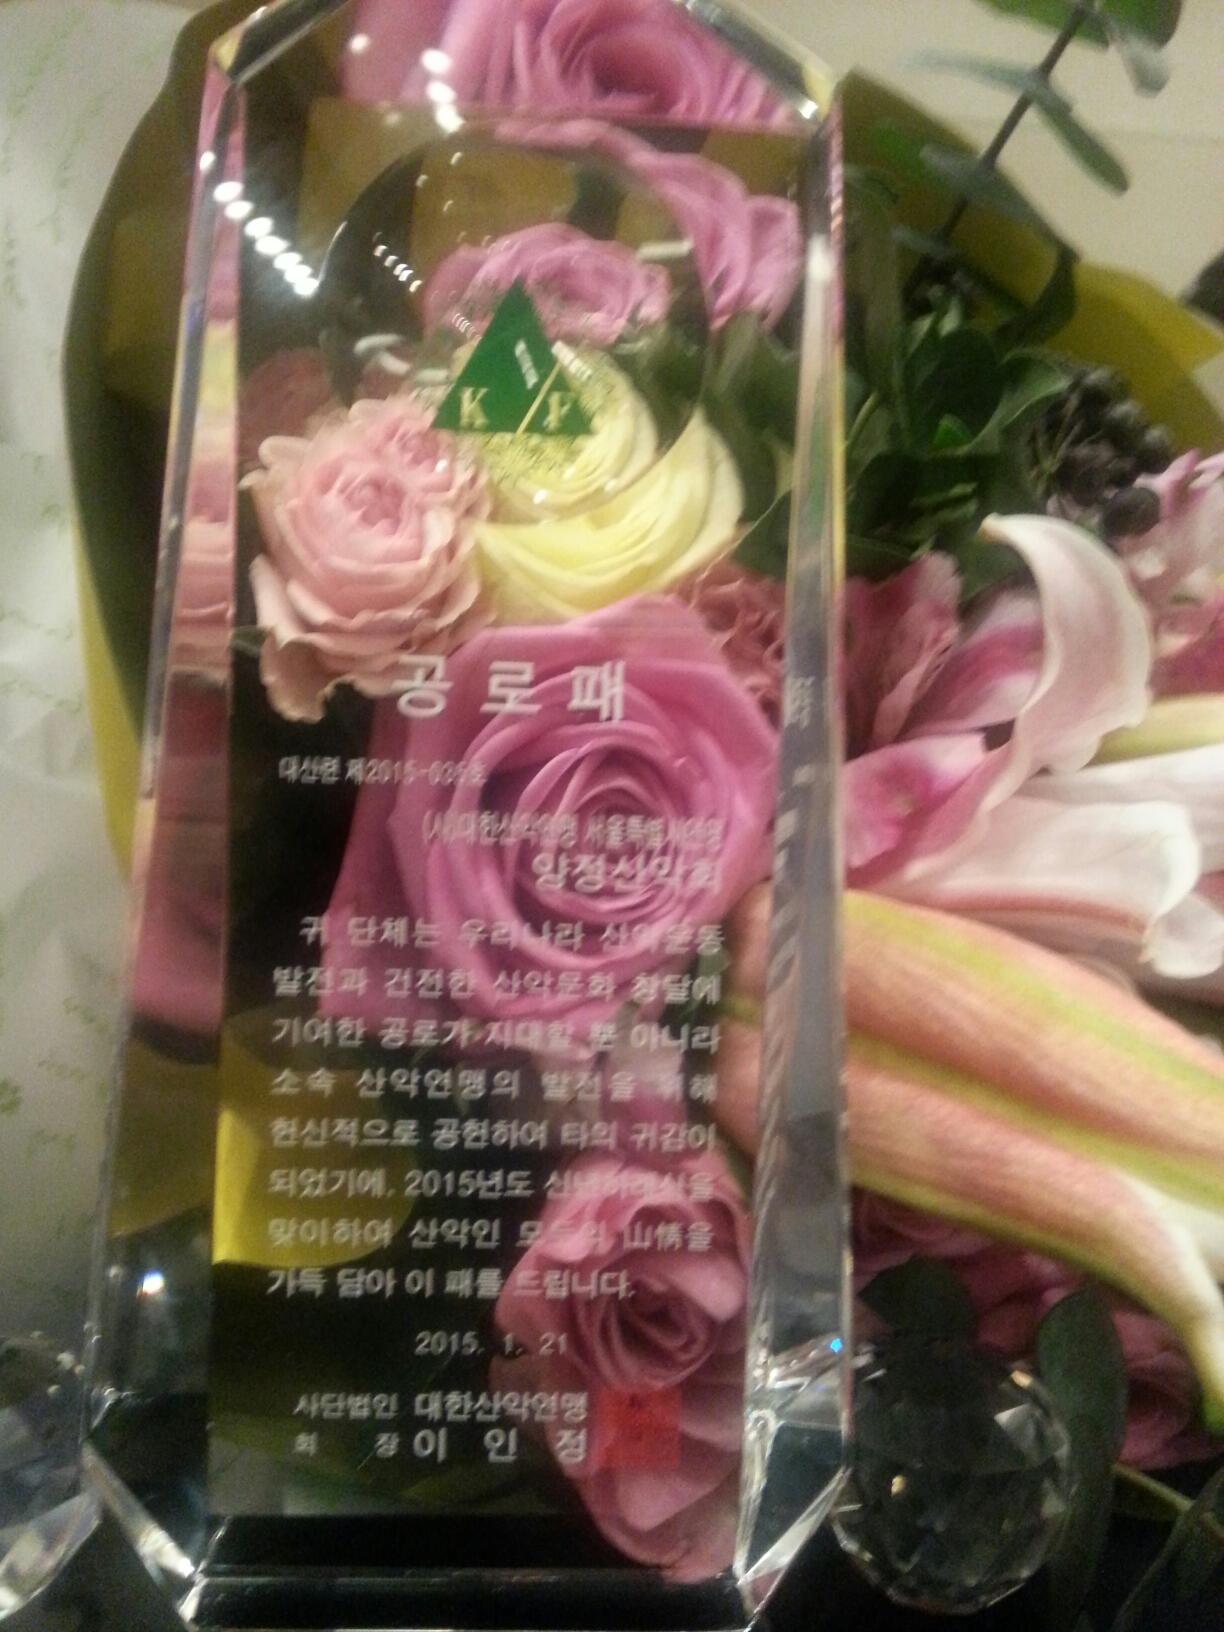 K F
공로패
대산련 제2015-035호
(사)대한산악연맹 서울특별시연맹
양정산악회
귀 단체는 우리나라 산악운동
발전과 건전한 산악문화 창달에
기여한 공로가 지대할 뿐 아니라
소속 산악연맹의 발전을 위해
헌신적으로 공헌하여 타의 귀감이
되었기에, 2015년도 신년하례식을
맞이하여 산악인 모두의 山情을
가득 담아 이 패를 드립니다.
2015. 1. 21
사단법인 대한산악연맹
회 장 이 인 정